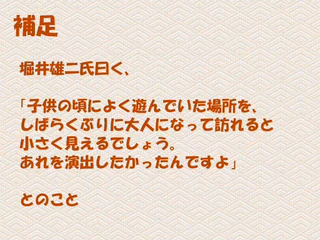 補足
堀井雄二氏曰く、
「子供の頃によく遊んでいた場所を、
しばらくぶりに大人になって訪れると
小さく見えるでしょう。
あれを演出したかったんですよ」
とのこと